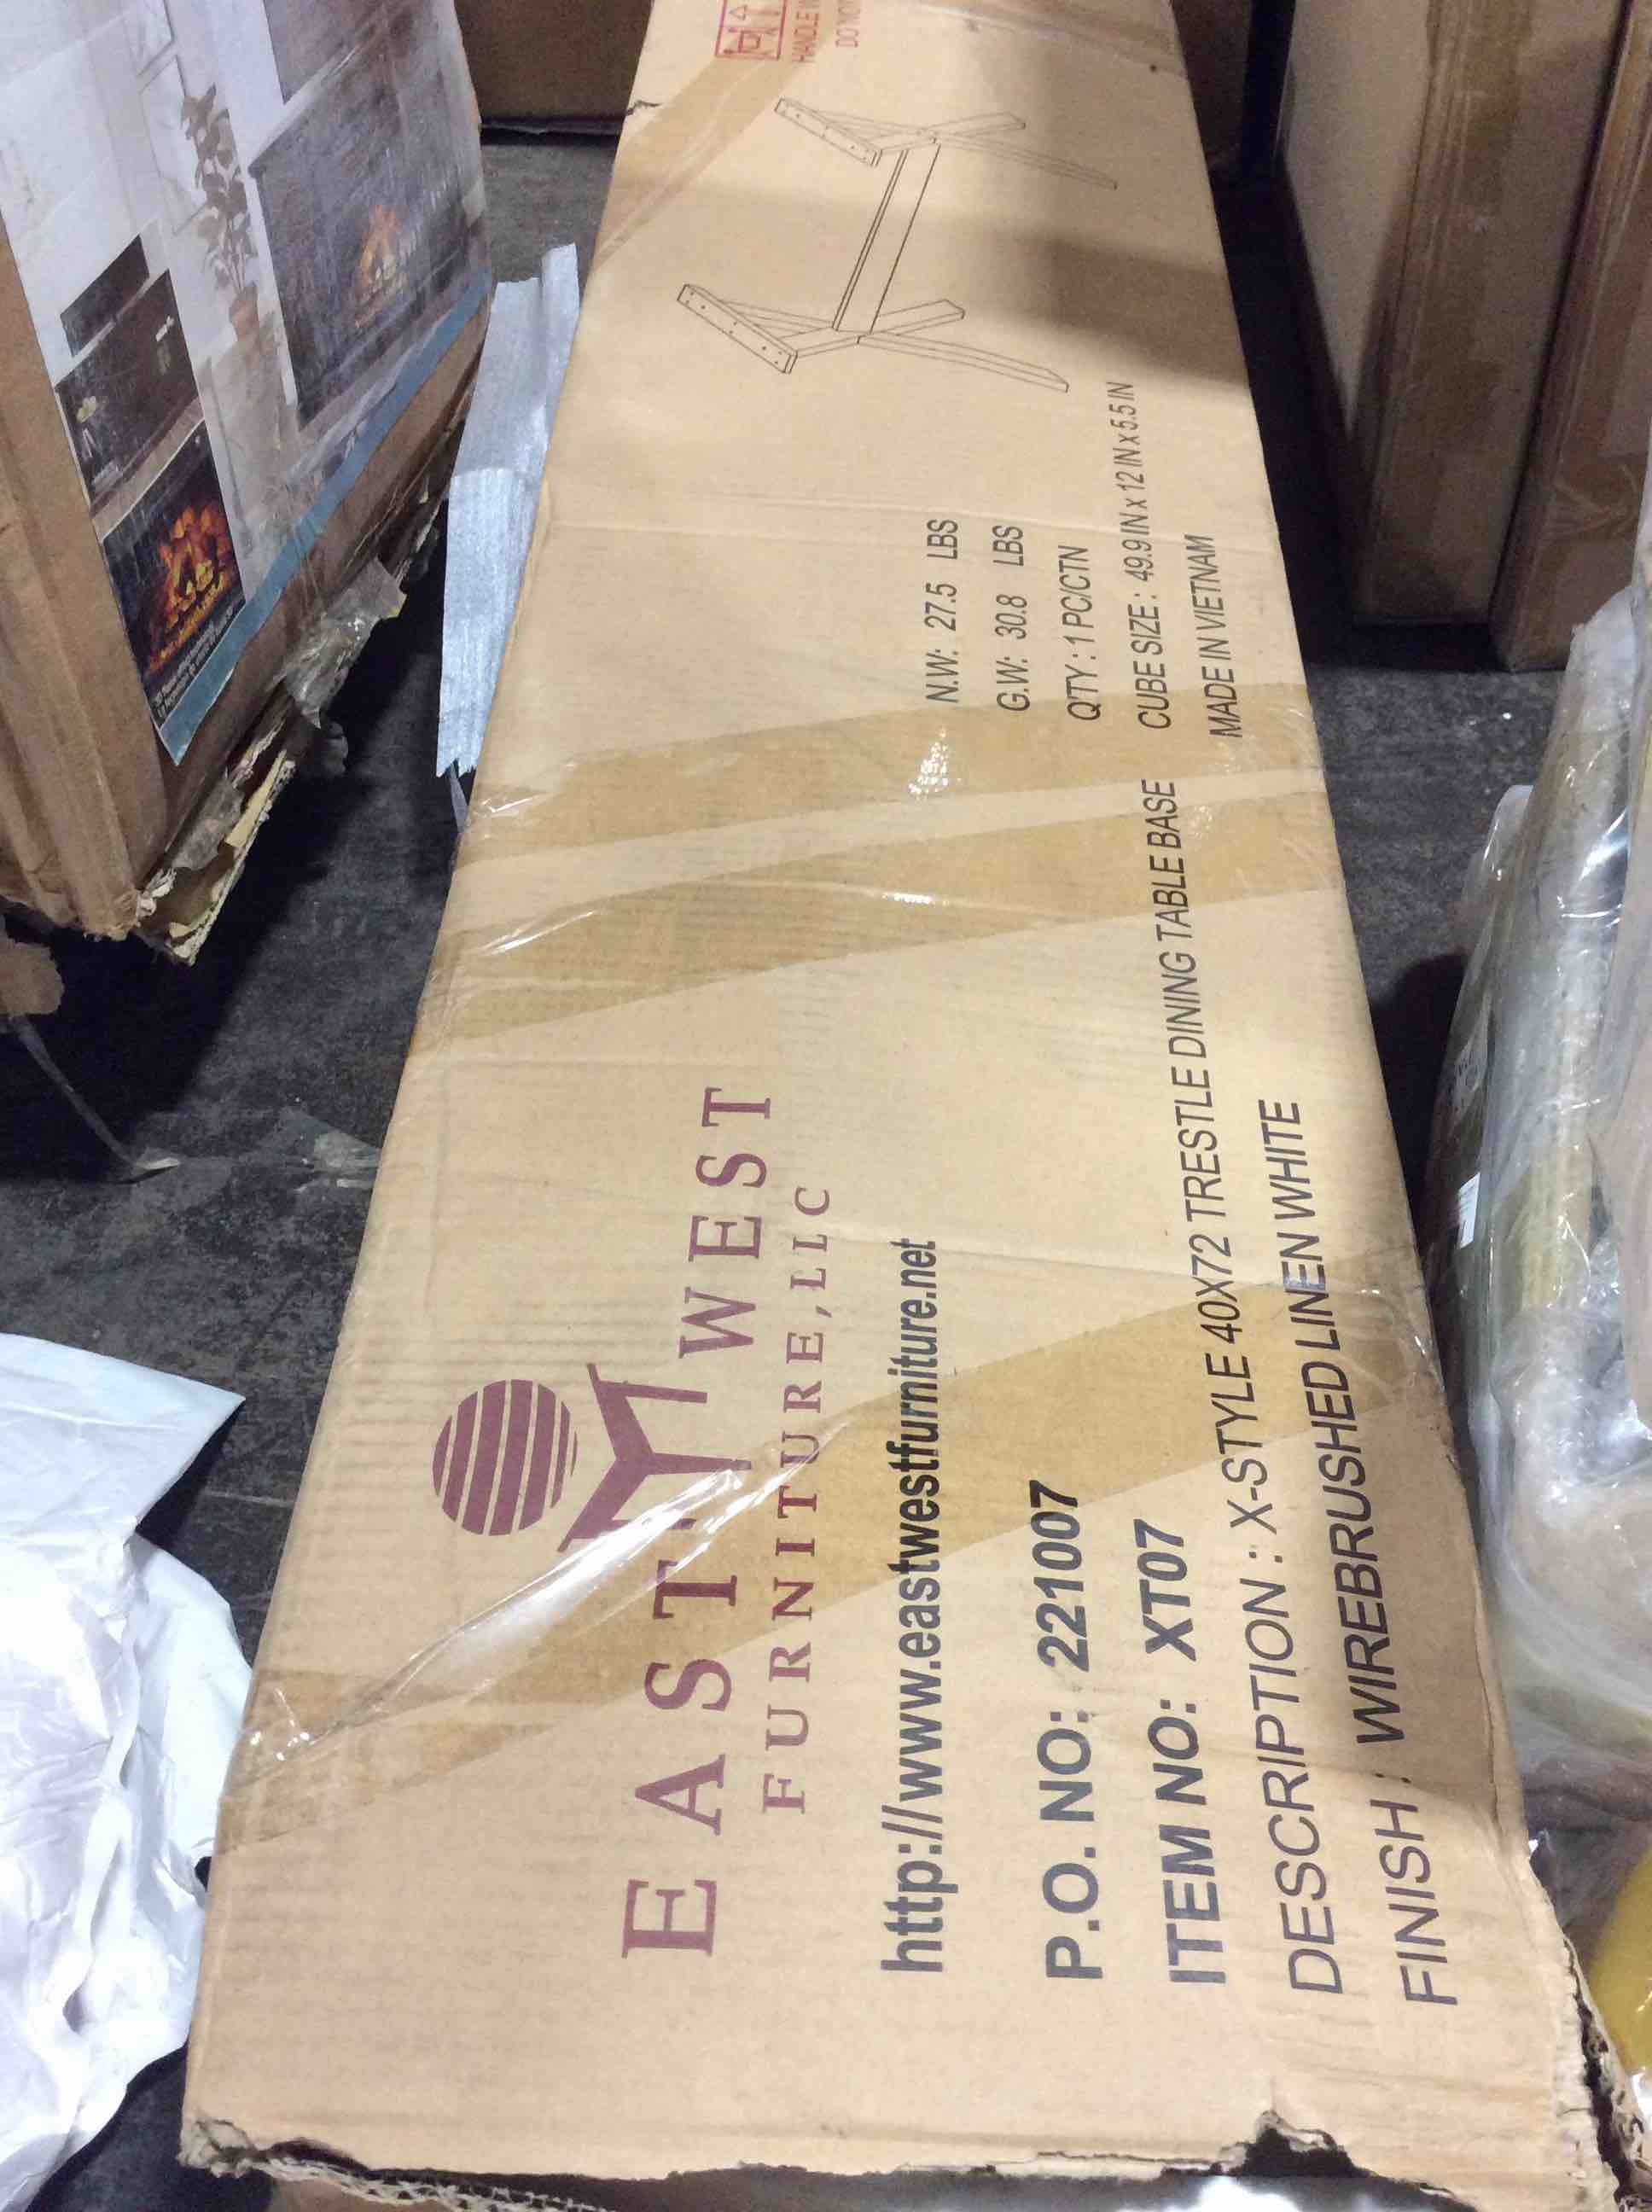 EAST WEST
FURNITURE,LLC
http://www.eastwestfurniture.net
P.O. NO: 221007
ITEM NO: XT07
DESCRIPTION : X-STYLE 40X72 TRESTLE DINING TABLE BASE
FINISH : WIREBRUSHED LINEN WHITE
N.W: 27.5 LBS
G.W: 30.8 LBS
Q'TY : 1 PC/CTN
CUBE SIZE : 49.9 IN x 12 IN x 5.5 IN
MADE IN VIETNAM
HANDLE